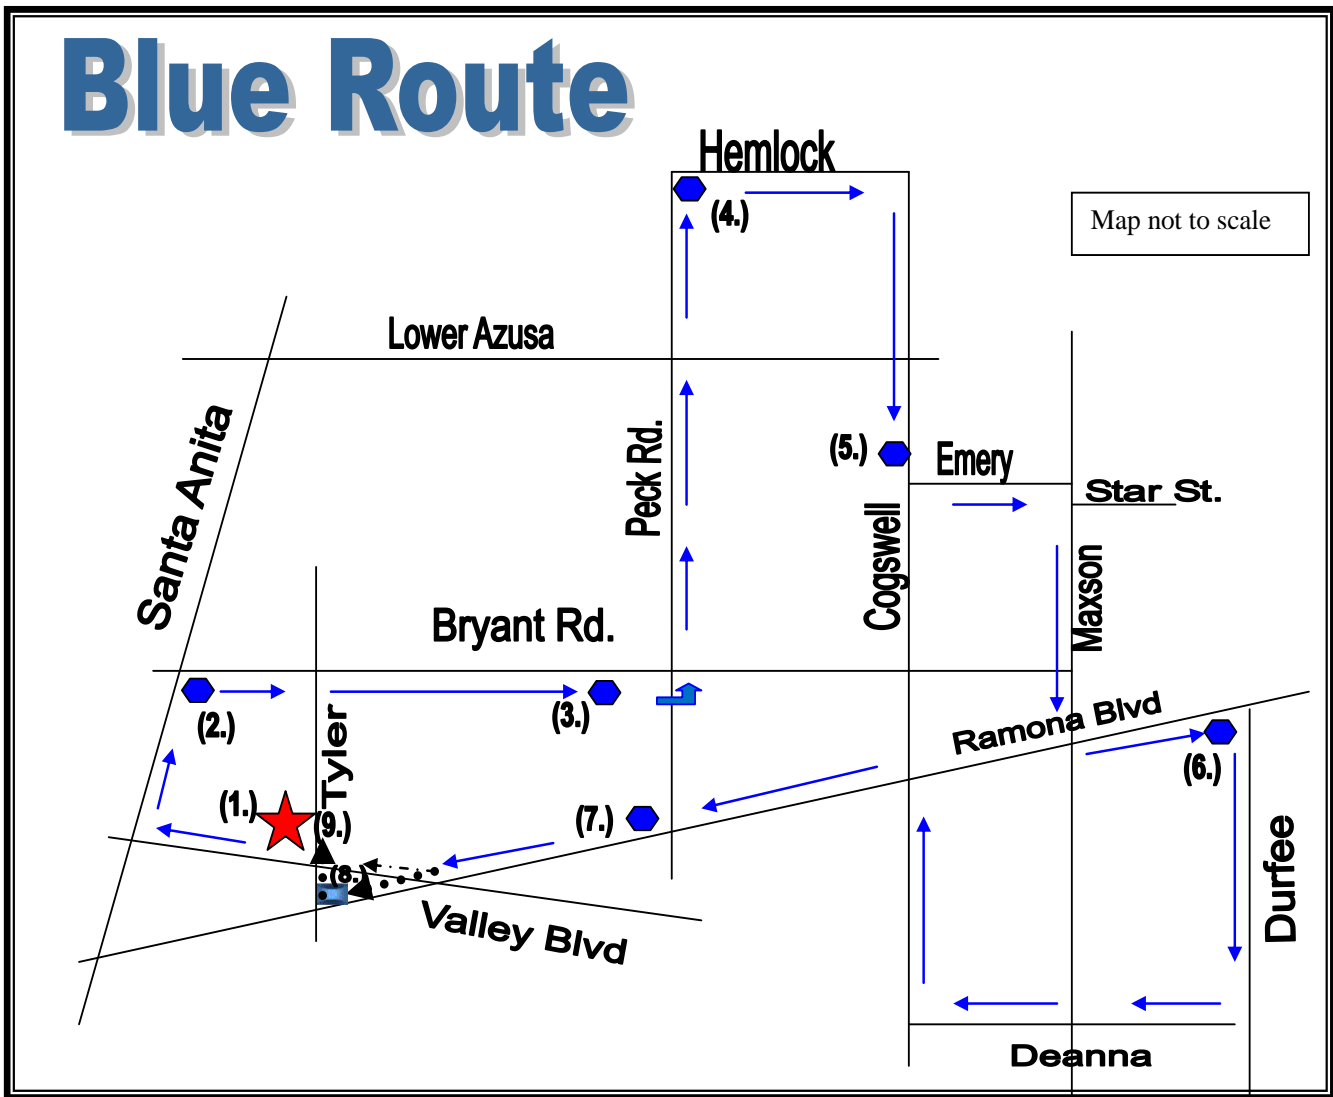 Blue Route
Hemlock
(4.)
Map not to scale
Lower Azusa
Santa Anita
Peck Rd.
(5.)
Emery
Star St.
Cogswell
Maxson
Bryant Rd.
(2.)
(3.)
Tyler
Ramona Blvd
(6.)
(1.)
(9.)
(7.)
(8.)
Valley Blvd
Durfee
Deanna